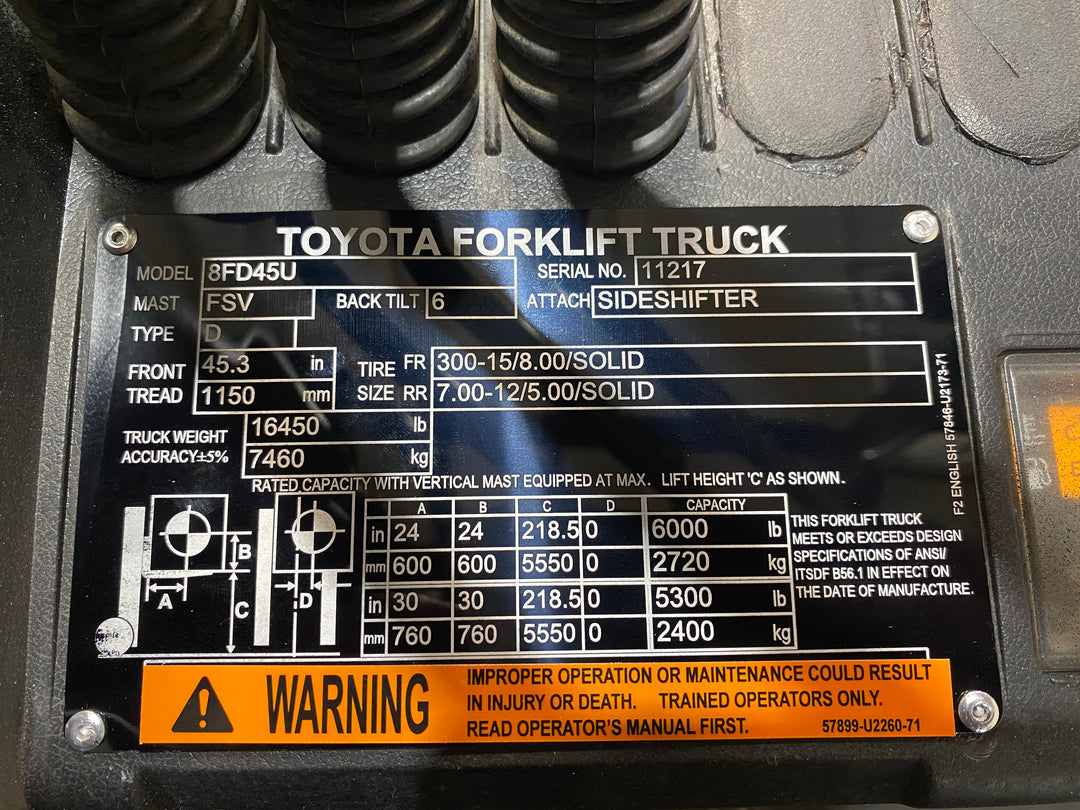 TOYOTA FORKLIFT TRUCK
MODEL 8FD45U SERIAL NO. 11217
MAST FSV BACK TILT 6 ATTACH SIDESHIFTER
TYPE D
FRONT TREAD 45.3 in TIRE SIZE FR 300-15/8.00/SOLID
1150 mm RR 7.00-12/5.00/SOLID
TRUCK WEIGHT 16450 lb
ACCURACY±5% 7460 kg
RATED CAPACITY WITH VERTICAL MAST EQUIPPED AT MAX. LIFT HEIGHT 'C' AS SHOWN.
A B C D CAPACITY
in 24 24 218.5 0 6000 lb
mm 600 600 5550 0 2720 kg
in 30 30 218.5 0 5300 lb
mm 760 760 5550 0 2400 kg
B
A
C
D
THIS FORKLIFT TRUCK
MEETS OR EXCEEDS DESIGN
SPECIFICATIONS OF ANSI/
ITSDF B56.1 IN EFFECT ON
THE DATE OF MANUFACTURE.
F2 ENGLISH 57846-U2173-71
WARNING
IMPROPER OPERATION OR MAINTENANCE COULD RESULT
IN INJURY OR DEATH. TRAINED OPERATORS ONLY.
READ OPERATOR'S MANUAL FIRST. 57899-U2260-71